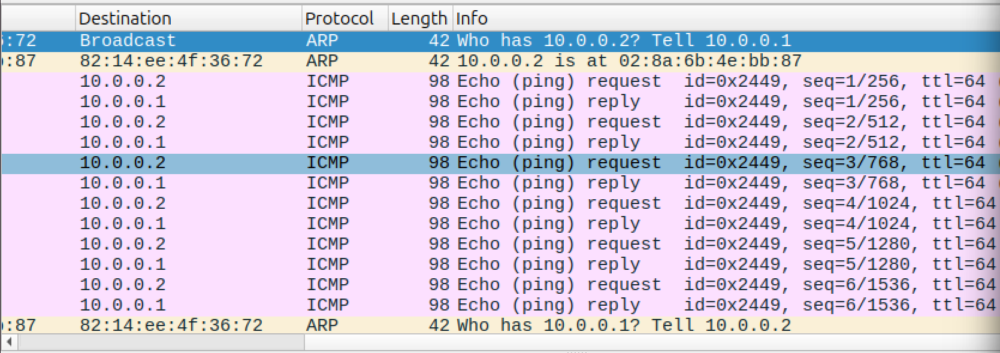 Destination Protocol Length Info
:72 Broadcast ARP 42 Who has 10.0.0.2? Tell 10.0.0.1
:87 82:14:ee:4f:36:72 ARP 42 10.0.0.2 is at 02:8a:6b:4e:bb:87
10.0.0.2 ICMP 98 Echo (ping) request id=0x2449, seq=1/256, ttl=64
10.0.0.1 ICMP 98 Echo (ping) reply id=0x2449, seq=1/256, ttl=64
10.0.0.2 ICMP 98 Echo (ping) request id=0x2449, seq=2/512, ttl=64
10.0.0.1 ICMP 98 Echo (ping) reply id=0x2449, seq=2/512, ttl=64
10.0.0.2 ICMP 98 Echo (ping) request id=0x2449, seq=3/768, ttl=64
10.0.0.1 ICMP 98 Echo (ping) reply id=0x2449, seq=3/768, ttl=64
10.0.0.2 ICMP 98 Echo (ping) request id=0x2449, seq=4/1024, ttl=64
10.0.0.1 ICMP 98 Echo (ping) reply id=0x2449, seq=4/1024, ttl=64
10.0.0.2 ICMP 98 Echo (ping) request id=0x2449, seq=5/1280, ttl=64
10.0.0.1 ICMP 98 Echo (ping) reply id=0x2449, seq=5/1280, ttl=64
10.0.0.2 ICMP 98 Echo (ping) request id=0x2449, seq=6/1536, ttl=64
10.0.0.1 ICMP 98 Echo (ping) reply id=0x2449, seq=6/1536, ttl=64
:87 82:14:ee:4f:36:72 ARP 42 Who has 10.0.0.1? Tell 10.0.0.2